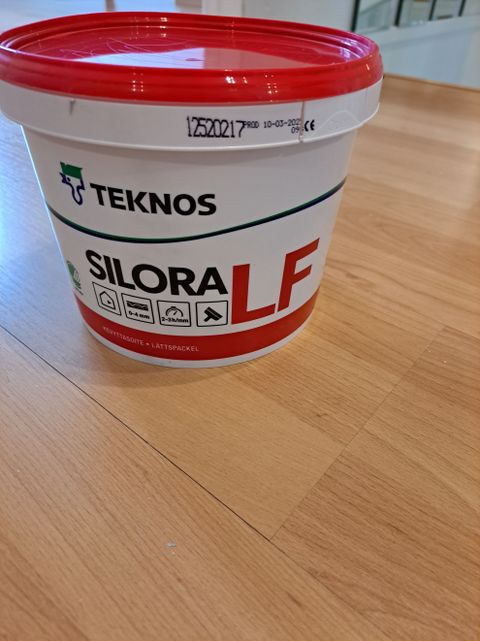 12520217 PROD 10-03-202
09 CE
TEKNOS
SILORA LF
0-4 mm
2-3h/mm
KEVYTTASOITE • LÄTTSPACKEL